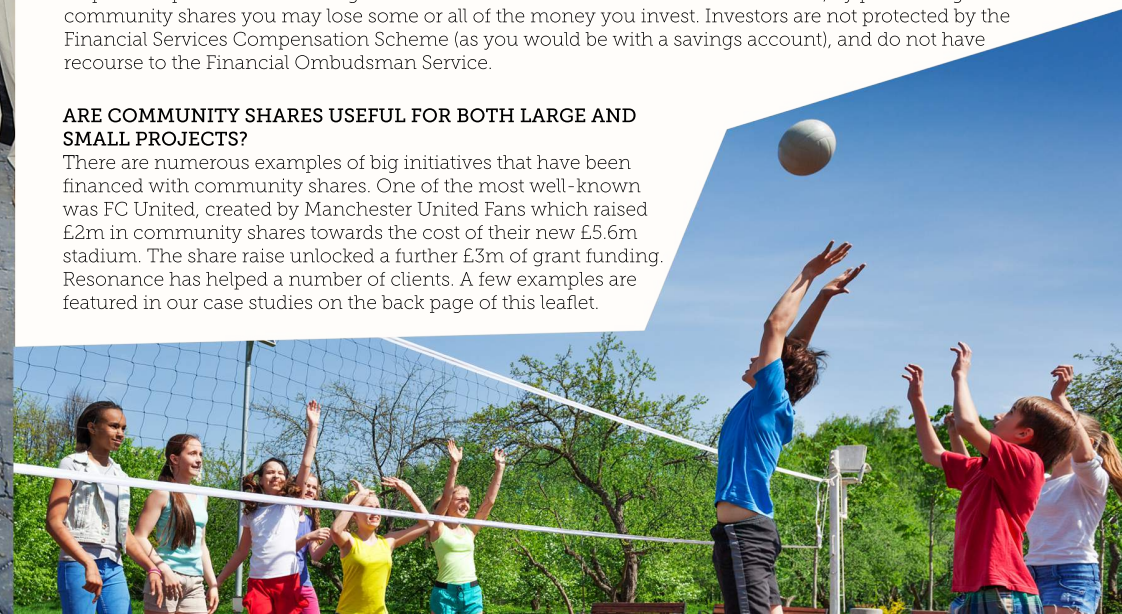 community shares you may lose some or all of the money you invest. Investors are not protected by the
Financial Services Compensation Scheme (as you would be with a savings account), and do not have
recourse to the Financial Ombudsman Service.
ARE COMMUNITY SHARES USEFUL FOR BOTH LARGE AND
SMALL PROJECTS?
There are numerous examples of big initiatives that have been
financed with community shares. One of the most well-known
was FC United, created by Manchester United Fans which raised
£2m in community shares towards the cost of their new £5.6m
stadium. The share raise unlocked a further £3m of grant funding.
Resonance has helped a number of clients. A few examples are
featured in our case studies on the back page of this leaflet.